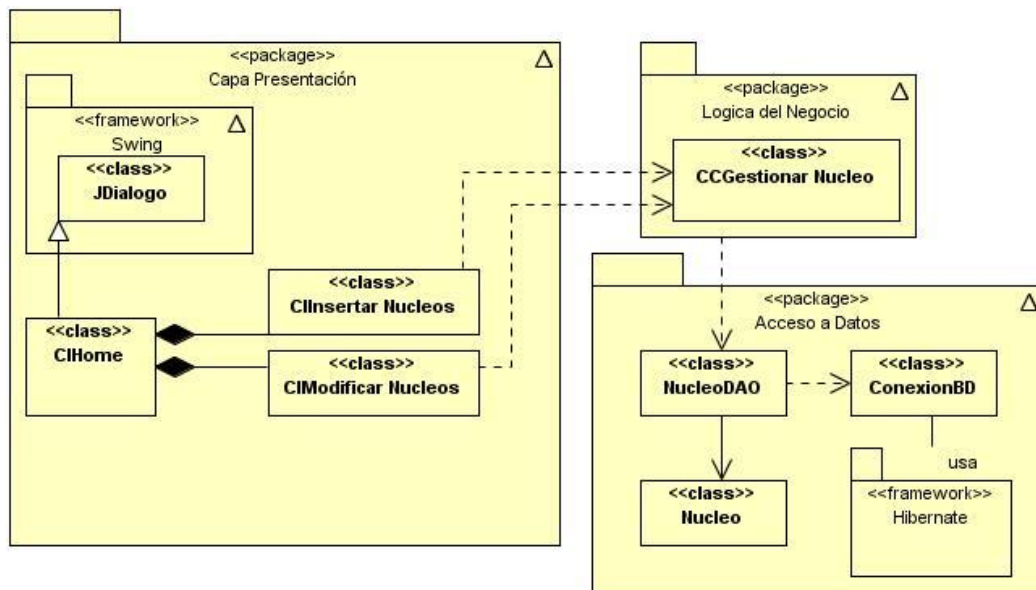 <<package>>
Capa Presentación
<<framework>>
Swing
<<class>>
JDialogo
<<class>>
CIInsertar Nucleos
<<class>>
CIHome
<<class>>
CIModificar Nucleos
<<package>>
Logica del Negocio
<<class>>
CCGestionar Nucleo
<<package>>
Acceso a Datos
<<class>>
NucleoDAO
<<class>>
ConexionBD
usa
<<class>>
Nucleo
<<framework>>
Hibernate